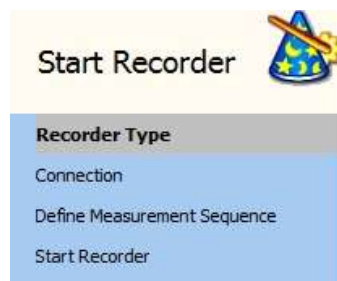 Start Recorder
Recorder Type
Connection
Define Measurement Sequence
Start Recorder